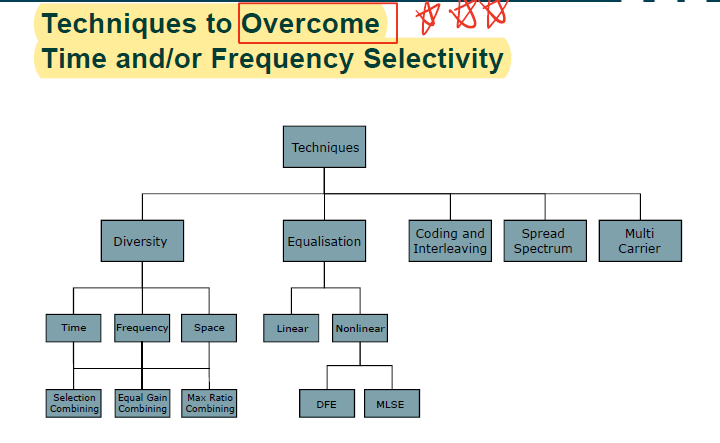 Techniques to Overcome
Time and/or Frequency Selectivity
Techniques
Diversity
Equalisation
Coding and
Interleaving
Spread
Spectrum
Multi
Carrier
Time
Frequency
Space
Linear
Nonlinear
Selection
Combining
Equal Gain
Combining
Max Ratio
Combining
DFE
MLSE